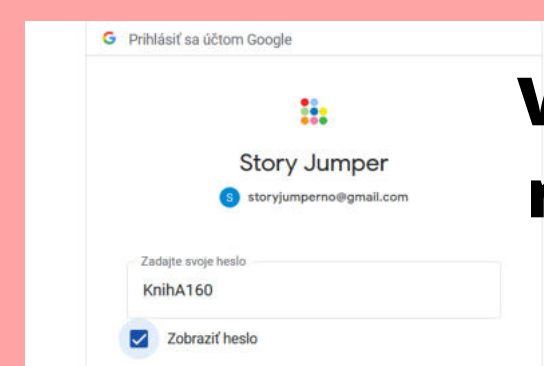 Prihlásiť sa účtom Google
Story Jumper
S storyjumperno@gmail.com
Zadajte svoje heslo
KnihA160
Zobraziť heslo